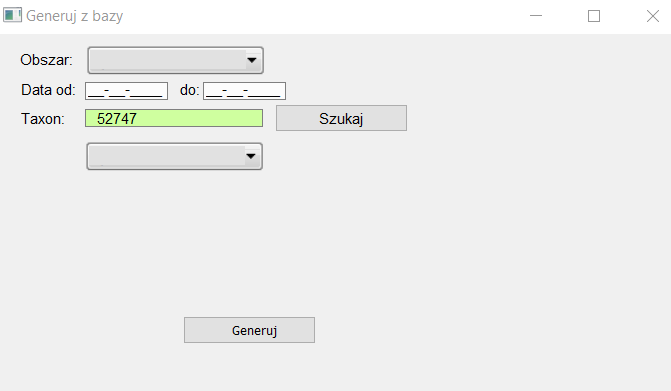 Generuj z bazy
Obszar:
Data od: __-__-____ do: __-__-____
Taxon: 52747 Szukaj
Generuj